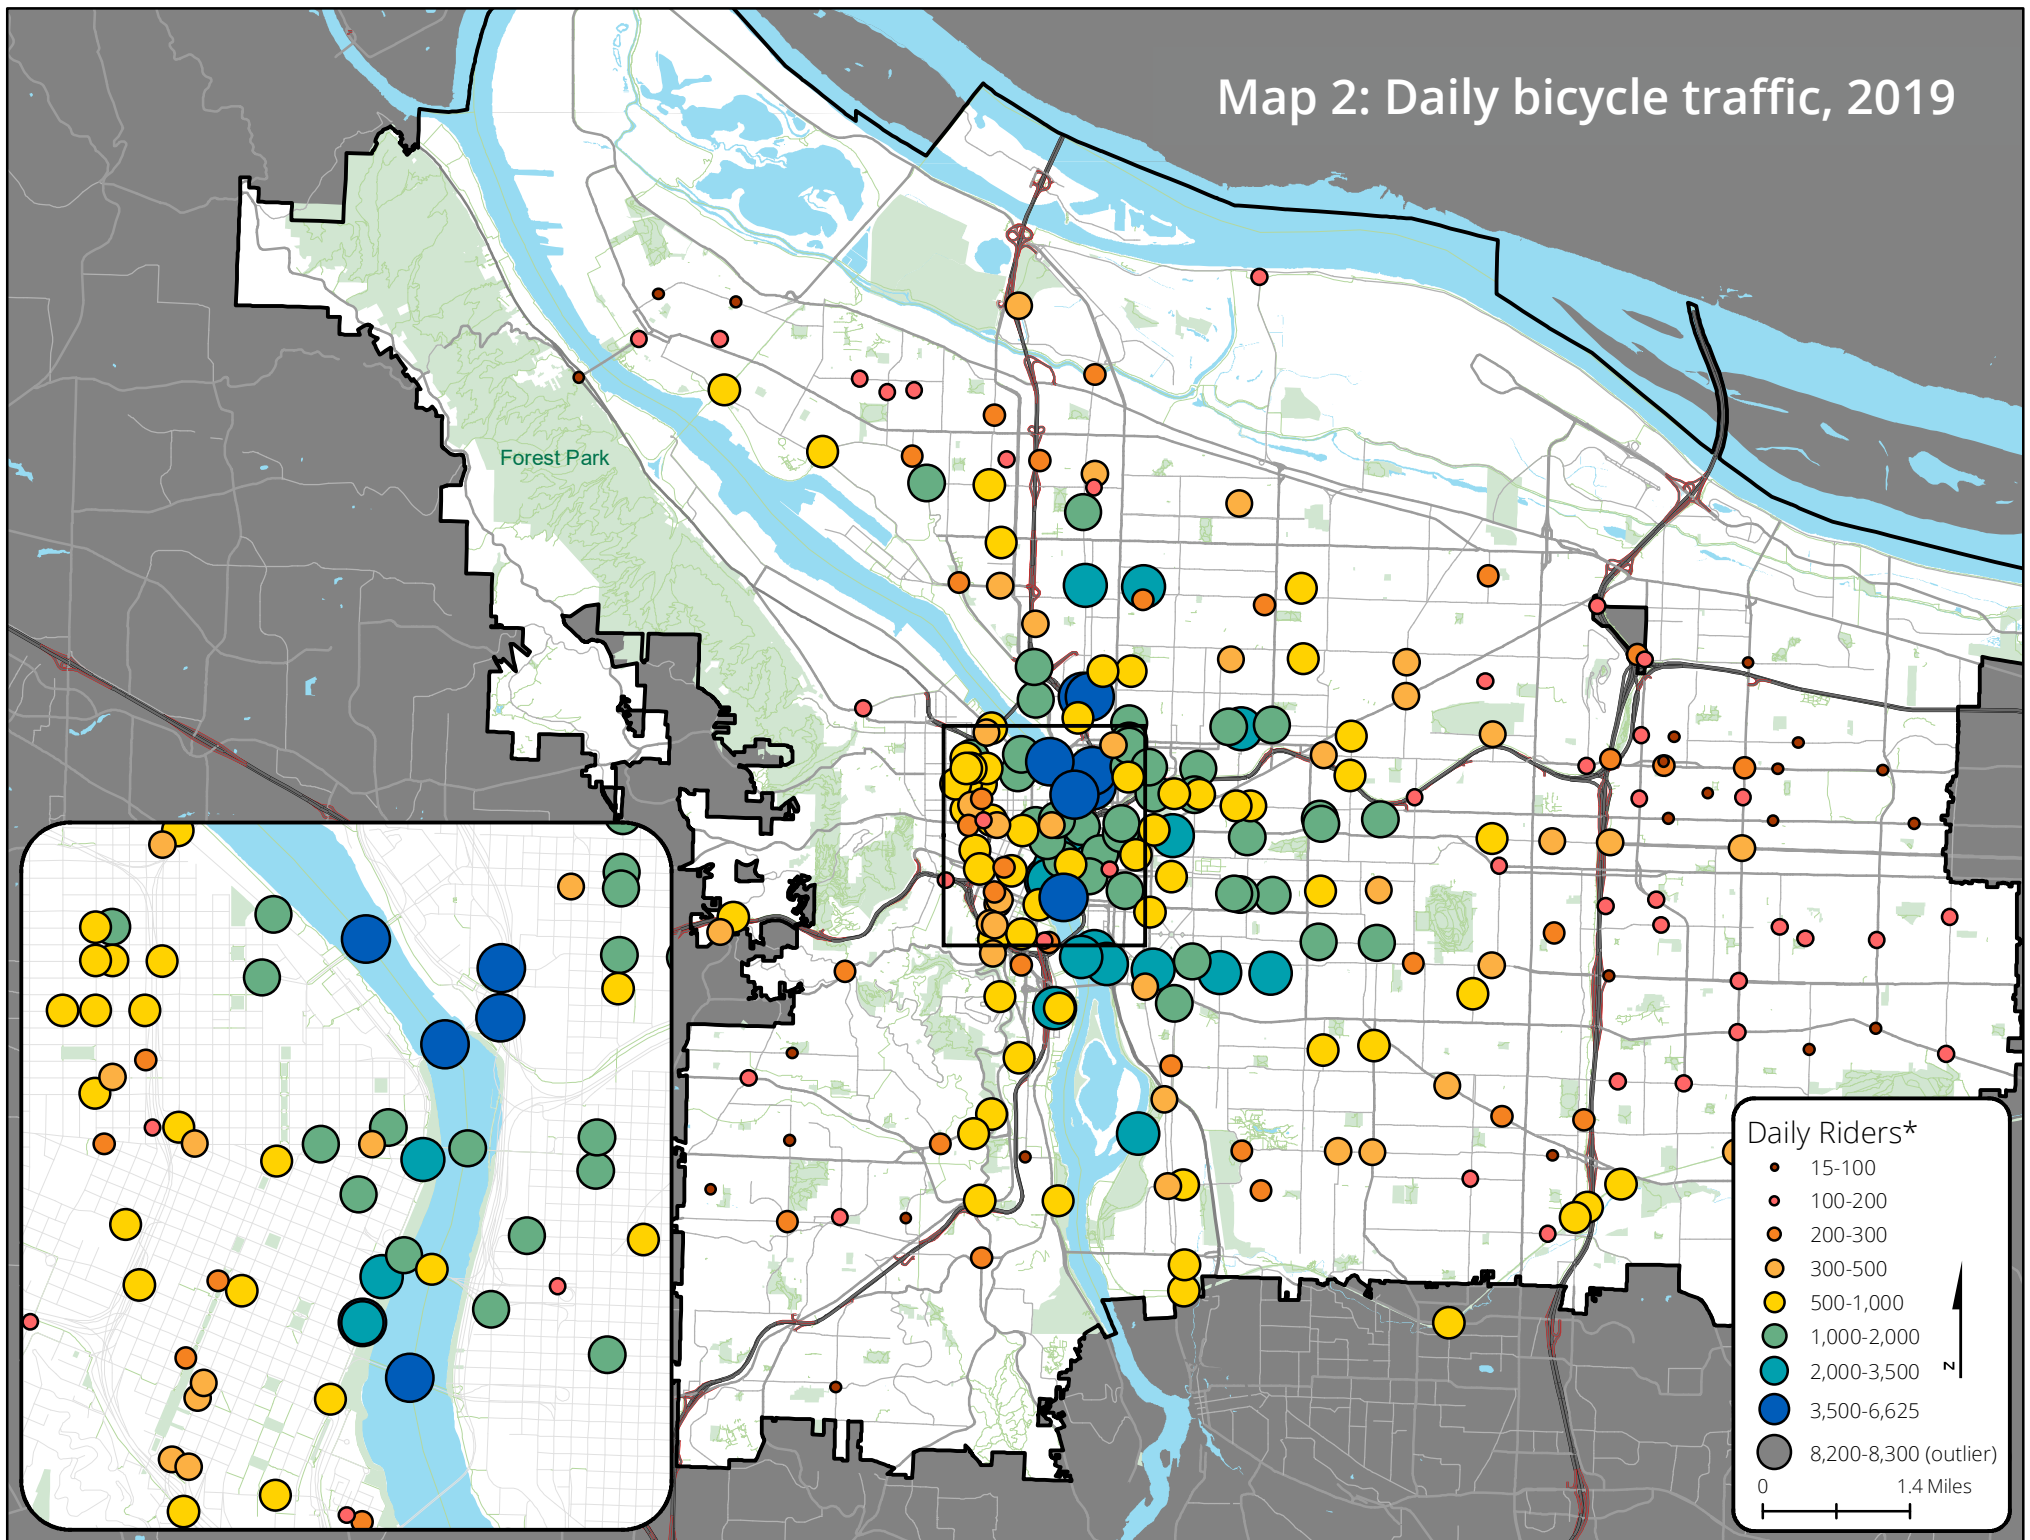 Map 2: Daily bicycle traffic, 2019
Forest Park
Daily Riders*
15-100
100-200
200-300
300-500
500-1,000
1,000-2,000
2,000-3,500
3,500-6,625
8,200-8,300 (outlier)
N
0 1.4 Miles